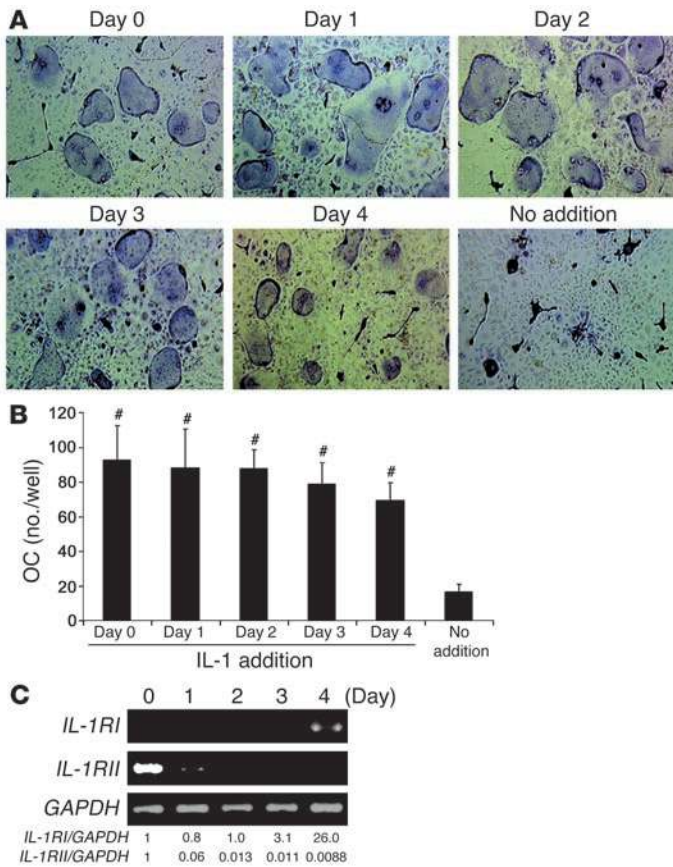 A
Day 0 Day 1 Day 2
Day 3 Day 4 No addition
B
OC (no./well)
120
100
80
60
40
20
0
# # # # #
Day 0 Day 1 Day 2 Day 3 Day 4 No addition
IL-1 addition
C
0 1 2 3 4 (Day)
IL-1RI
IL-1RII
GAPDH
IL-1RI/GAPDH 1 0.8 1.0 3.1 26.0
IL-1RII/GAPDH 1 0.06 0.013 0.011 0.0088